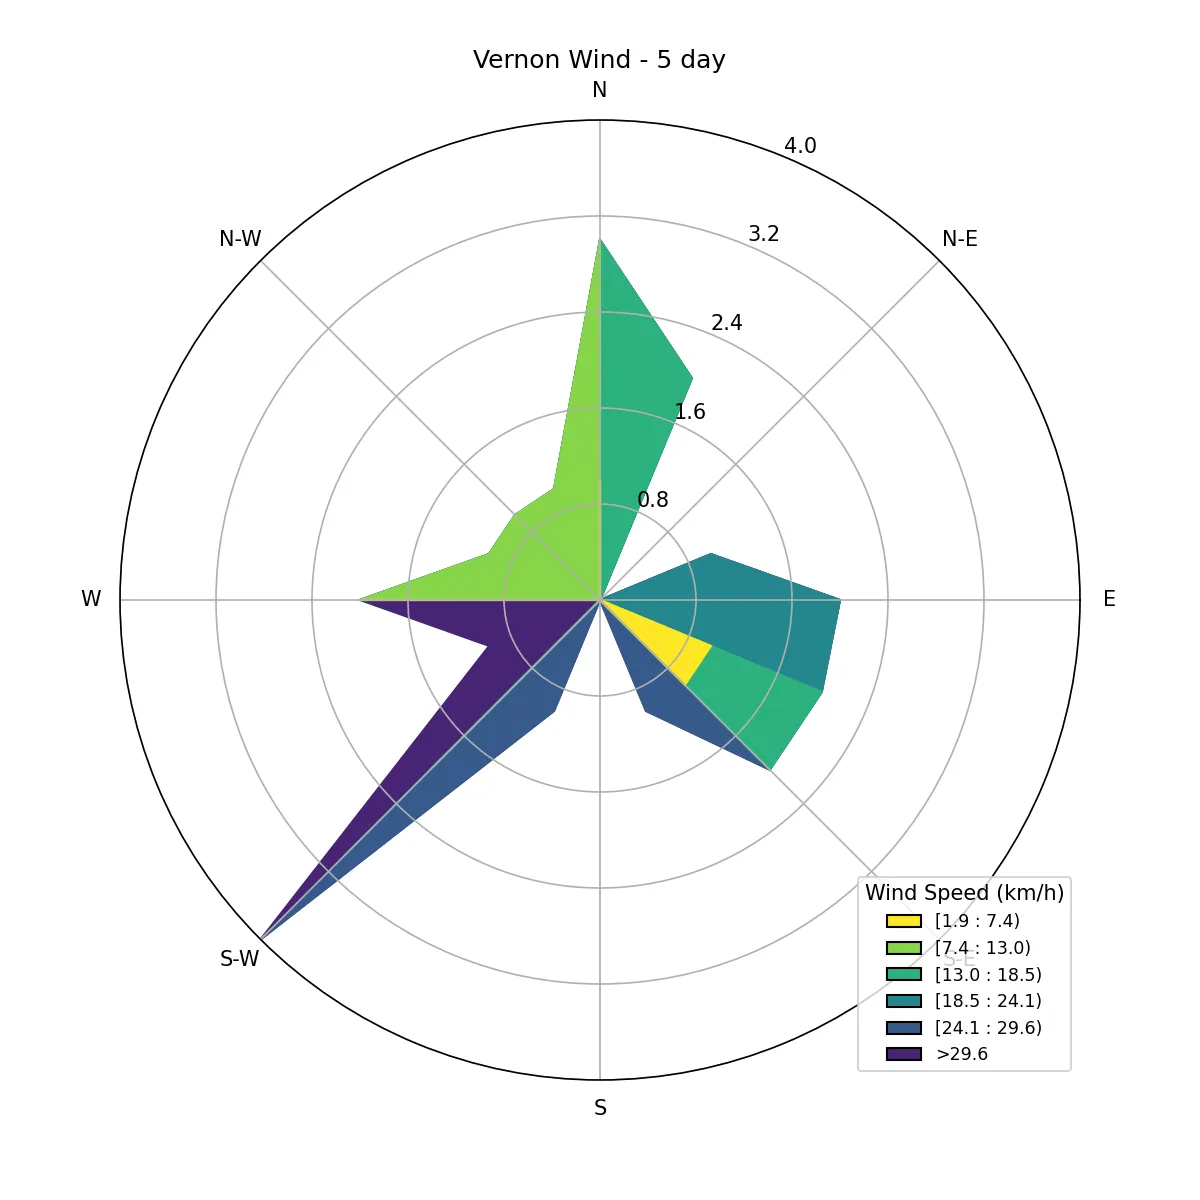 Vernon Wind - 5 day
N
4.0
3.2
N-W
N-E
2.4
1.6
0.8
W
E
Wind Speed (km/h)
[1.9 : 7.4)
[7.4 : 13.0)
S-W
S-E
[13.0 : 18.5)
[18.5 : 24.1)
[24.1 : 29.6)
>29.6
S